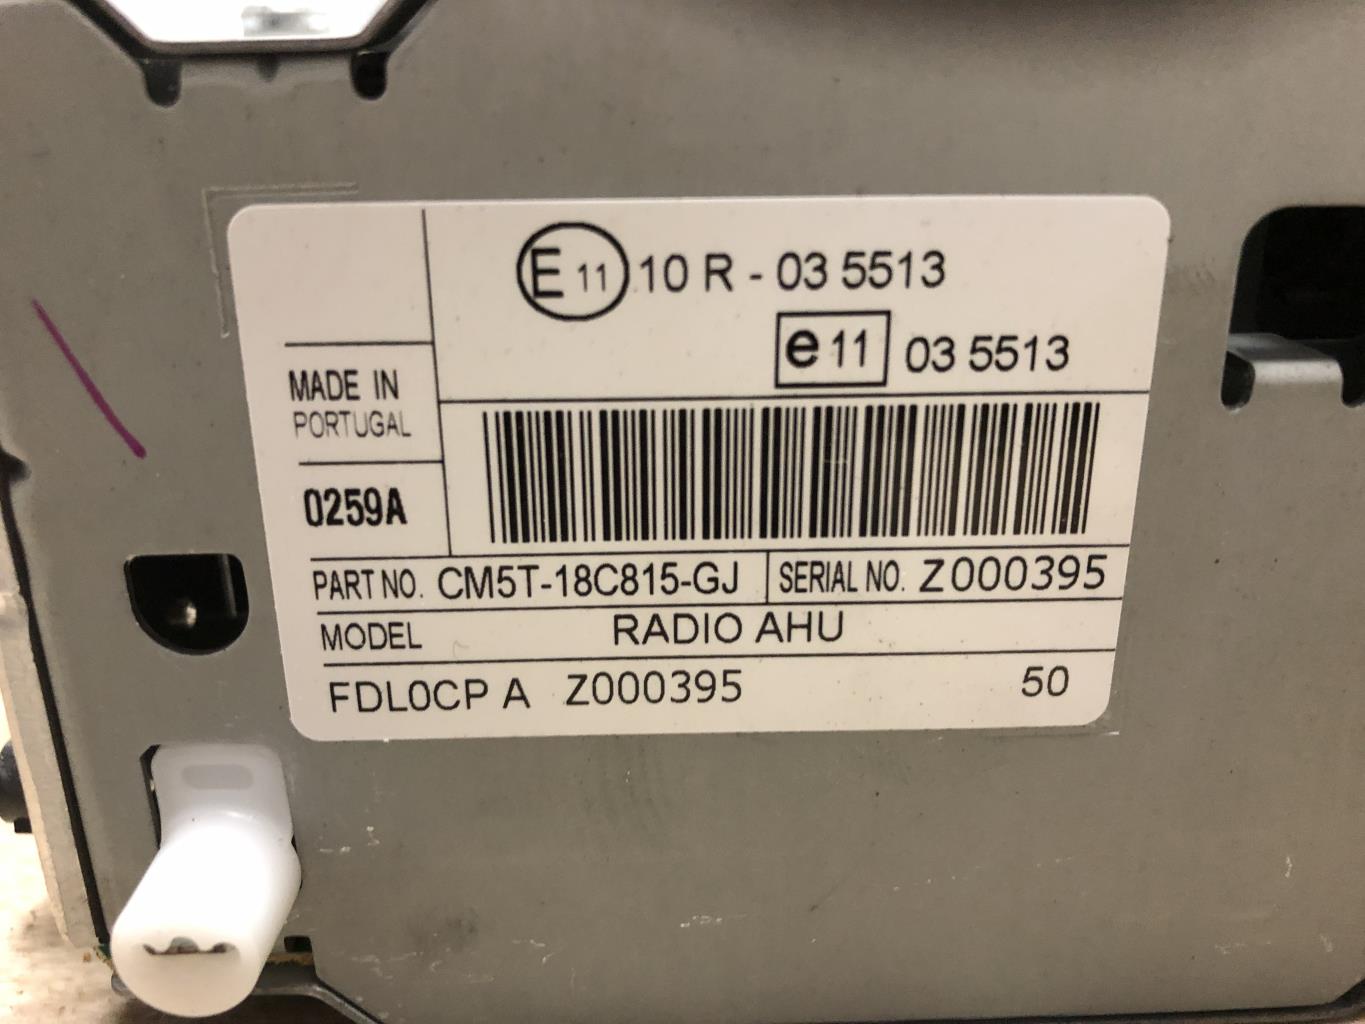 E 11 10 R - 03 5513
e 11 03 5513
MADE IN
PORTUGAL
0259A
PART NO. CM5T-18C815-GJ SERIAL NO. Z000395
MODEL RADIO AHU
FDL0CP A Z000395 50